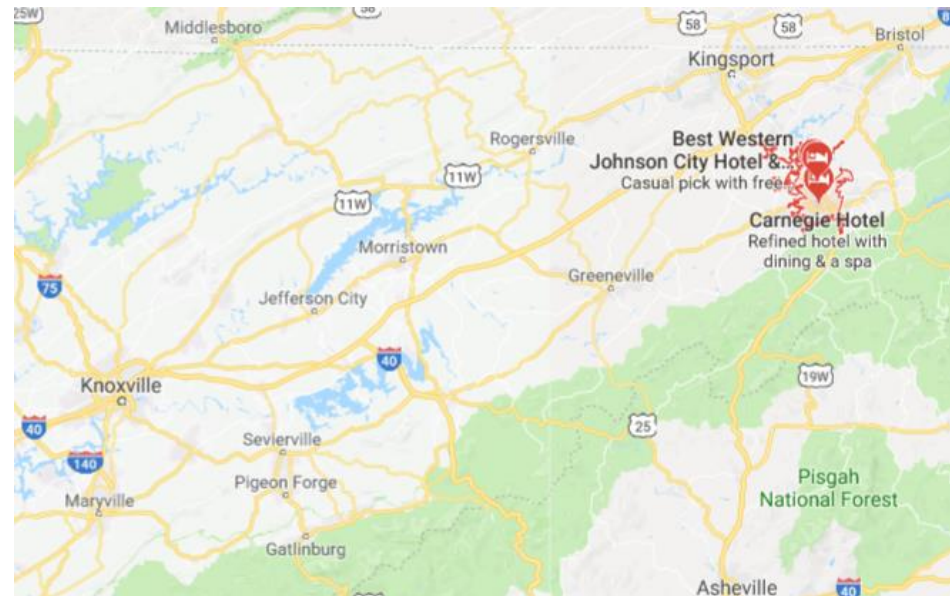 25W
58
Middlesboro
58
58
Bristol
Kingsport
Rogersville
Best Western
Johnson City Hotel &...
Casual pick with free...
11W
11W
Carnegie Hotel
Refined hotel with
dining & a spa
Morristown
Greeneville
75
Jefferson City
40
Knoxville
19W
40
25
Sevierville
140
Pigeon Forge
Pisgah
National Forest
Maryville
Gatlinburg
Asheville
40